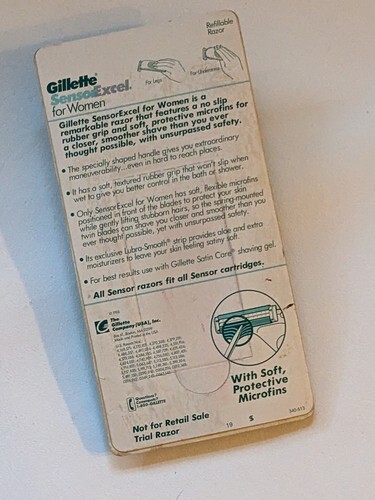 Refillable
Razor
Gillette®
SensorExcel.
for Women
For Legs
For Underarms
Gillette SensorExcel for Women is a
remarkable razor that features a no slip
rubber grip and soft, protective microfins for
a closer, smoother shave than you ever
thought possible, with unsurpassed safety.
• The specially shaped handle gives you extraordinary
maneuverability...even in hard to reach places.
• It has a soft, textured rubber grip that won't slip when
wet to give you better control in the bath or shower.
• Only SensorExcel for Women has soft, flexible microfins
positioned in front of the blades to protect your skin
while gently lifting stubborn hairs, so the spring-mounted
twin blades can shave you closer and smoother than you
ever thought possible, yet with unsurpassed safety.
• Its exclusive Lubra-Smooth® strip provides aloe and extra
moisturizers to leave your skin feeling satiny soft.
• For best results use with Gillette Satin Care® shaving gel.
All Sensor razors fit all Sensor cartridges.
The
Gillette
Company (USA), Inc.
Questions?
Comments?
1-800-GILLETTE
With Soft,
Protective
Microfins
Not for Retail Sale
Trial Razor
19
S